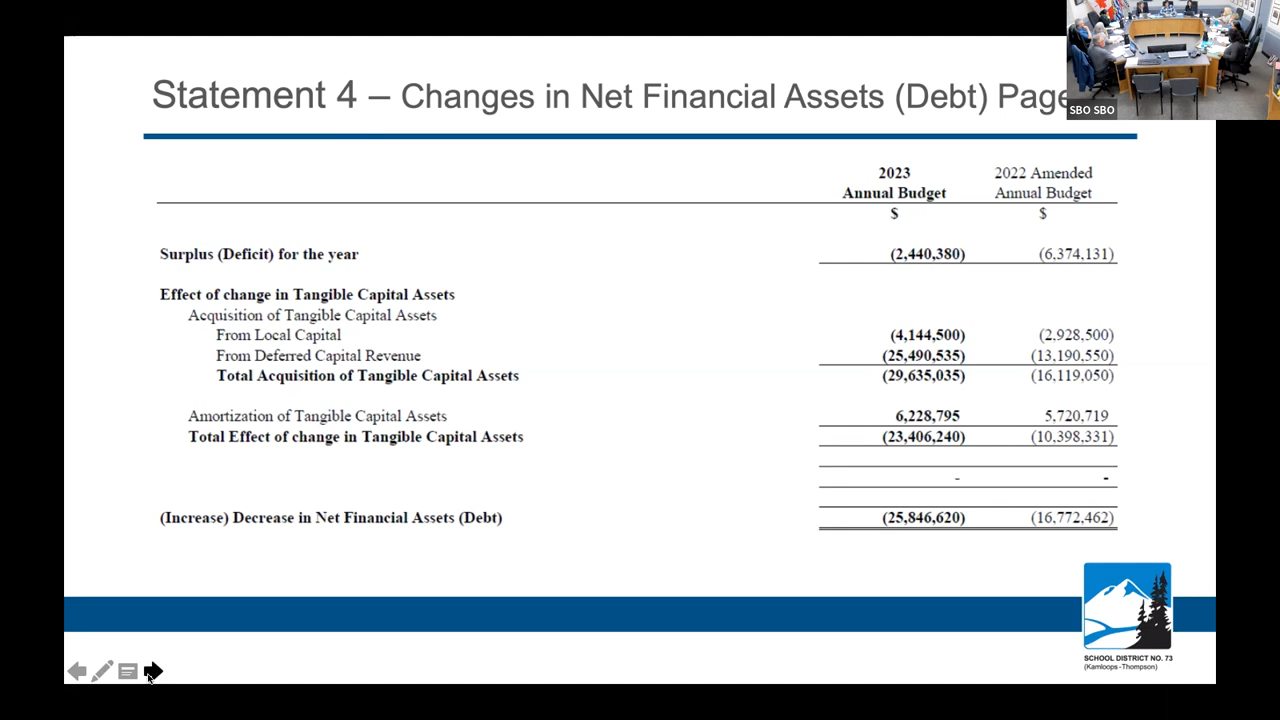 Statement 4 – Changes in Net Financial Assets (Debt) Page
SBO SBO
2023 2022 Amended
Annual Budget Annual Budget
$ $
Surplus (Deficit) for the year (2,440,380) (6,374,131)
Effect of change in Tangible Capital Assets
Acquisition of Tangible Capital Assets
From Local Capital (4,144,500) (2,928,500)
From Deferred Capital Revenue (25,490,535) (13,190,550)
Total Acquisition of Tangible Capital Assets (29,635,035) (16,119,050)
Amortization of Tangible Capital Assets 6,228,795 5,720,719
Total Effect of change in Tangible Capital Assets (23,406,240) (10,398,331)
- -
(Increase) Decrease in Net Financial Assets (Debt) (25,846,620) (16,772,462)
SCHOOL DISTRICT NO. 73
(Kamloops -Thompson)